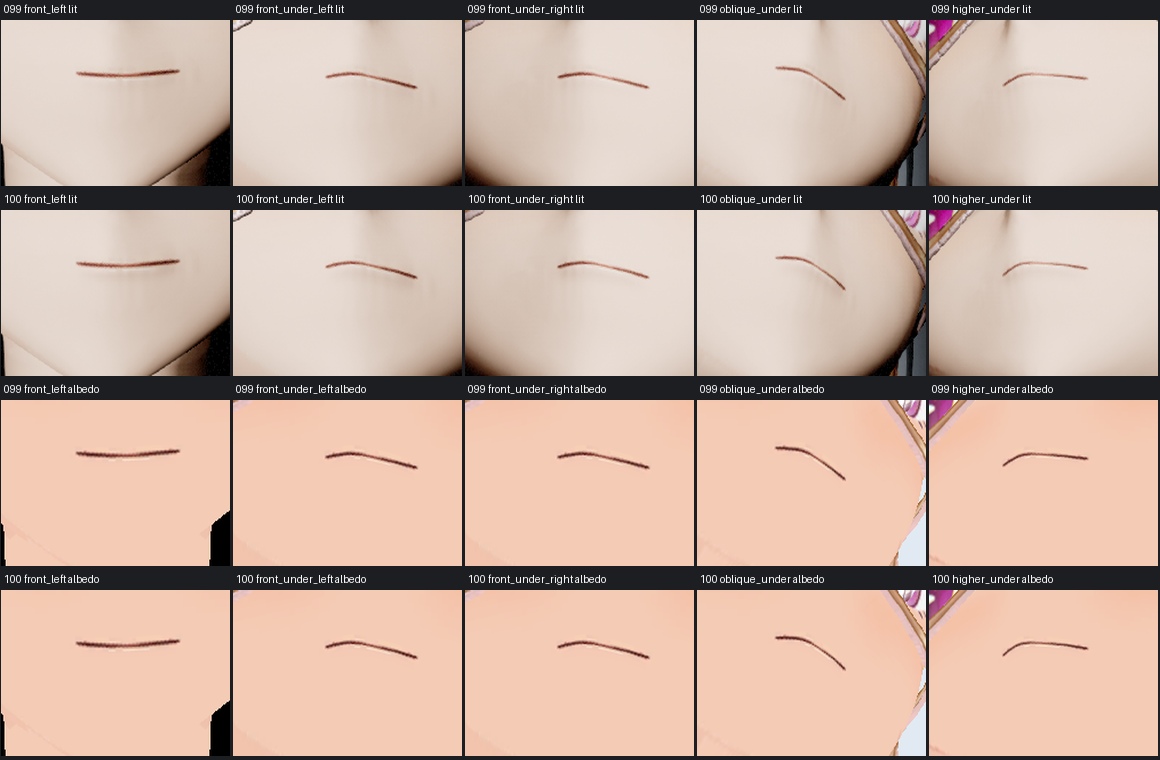 099 front_left lit
099 front_under_left lit
099 front_under_right lit
099 oblique_under lit
099 higher_under lit
100 front_left lit
100 front_under_left lit
100 front_under_right lit
100 oblique_under lit
100 higher_under lit
099 front_left albedo
099 front_under_left albedo
099 front_under_right albedo
099 oblique_under albedo
099 higher_under albedo
100 front_left albedo
100 front_under_left albedo
100 front_under_right albedo
100 oblique_under albedo
100 higher_under albedo